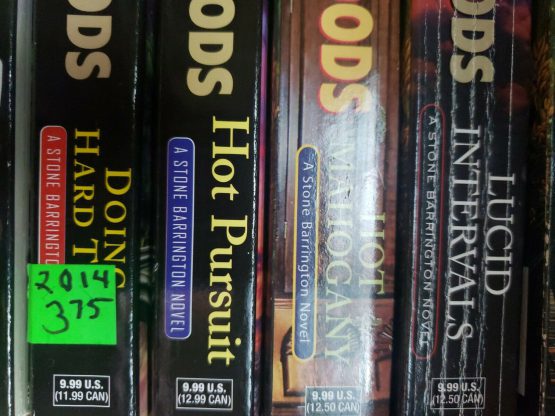 ODS
DOING
HARD T
A STONE BARRINGTO
2014
3 75
9.99 U.S.
(11.99 CAN)
ODS
Hot Pursuit
A STONE BARRINGTON NOVEL
9.99 U.S.
(12.99 CAN)
ODS
HOT
MAHOGANY
A Stone Barrington Novel
9.99 U.S.
(12.50 CAN)
ODS
LUCID
INTERVALS
A STONE BARRINGTON NOVEL
9.99 U.S.
(12.50 CAN)